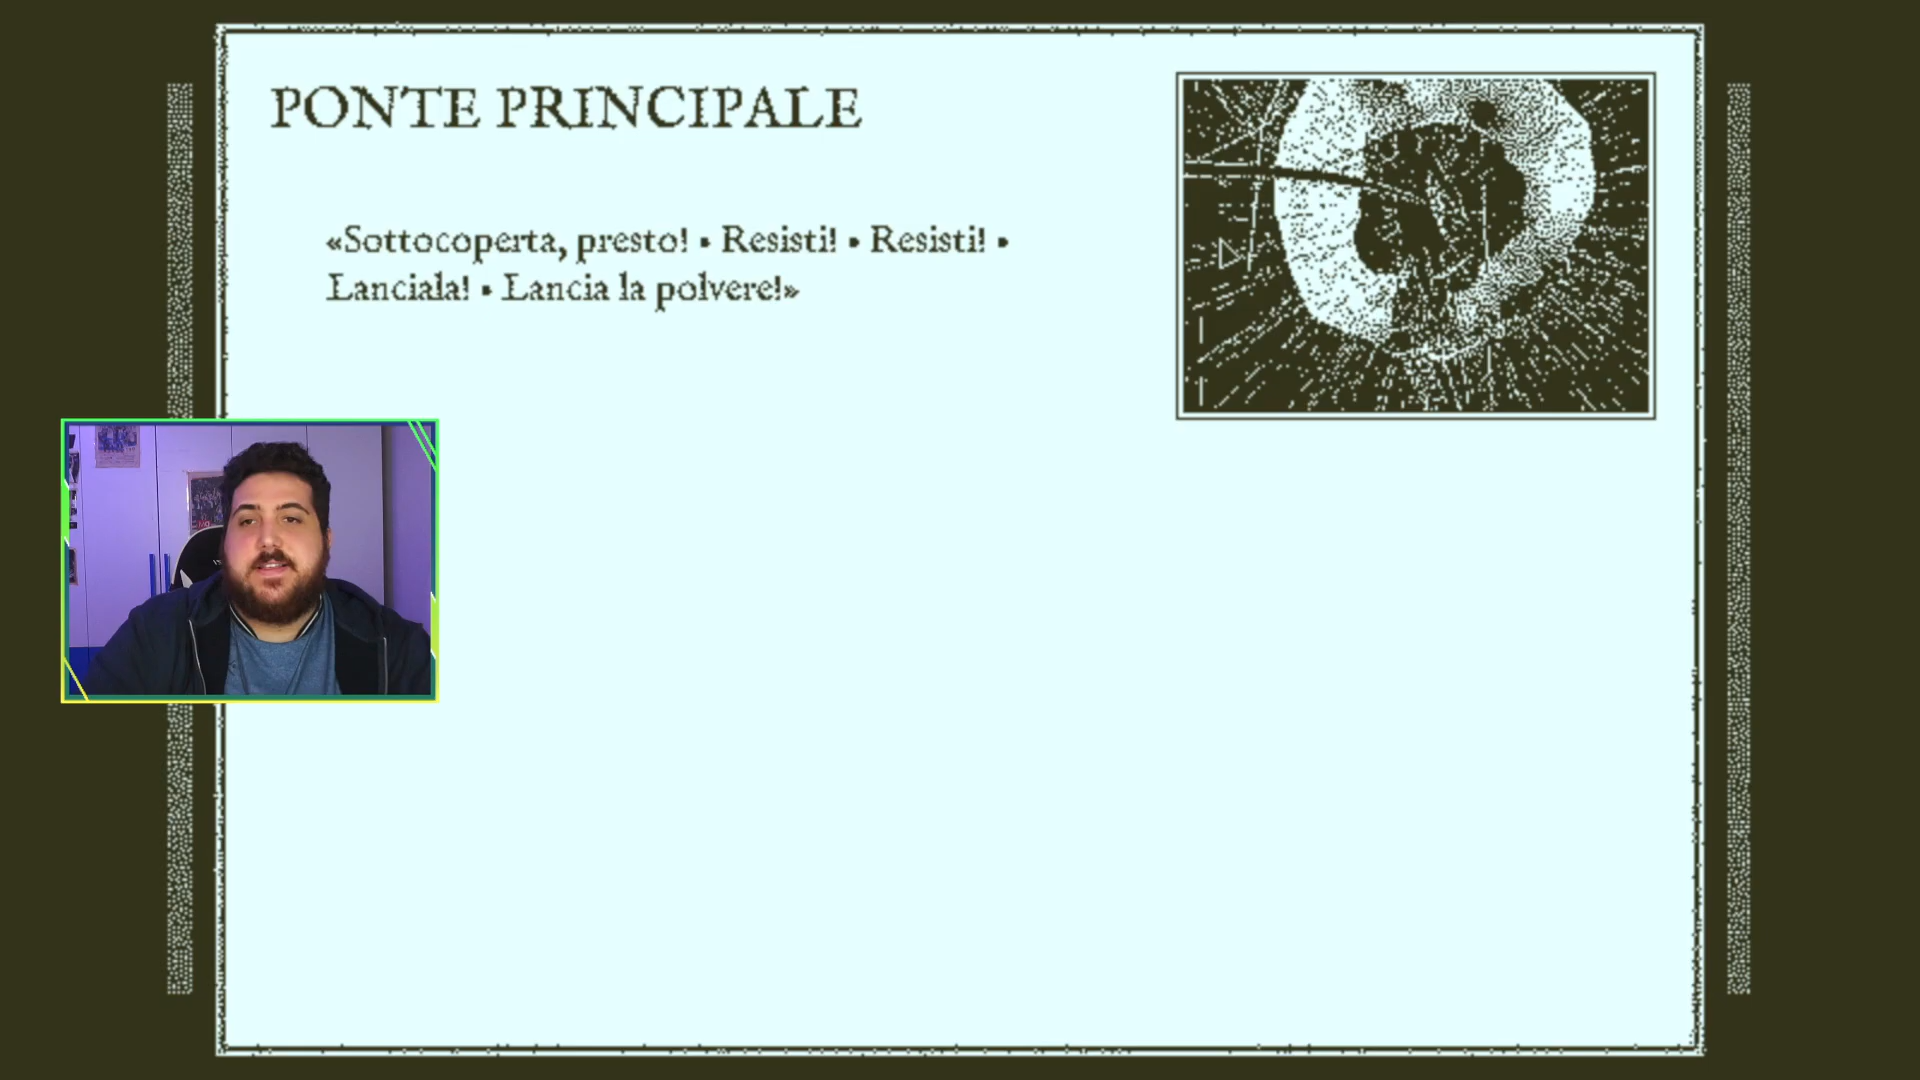 PONTE PRINCIPALE
«Sottocoperta, presto! • Resisti! • Resisti! •
Lanciala! • Lancia la polvere!»